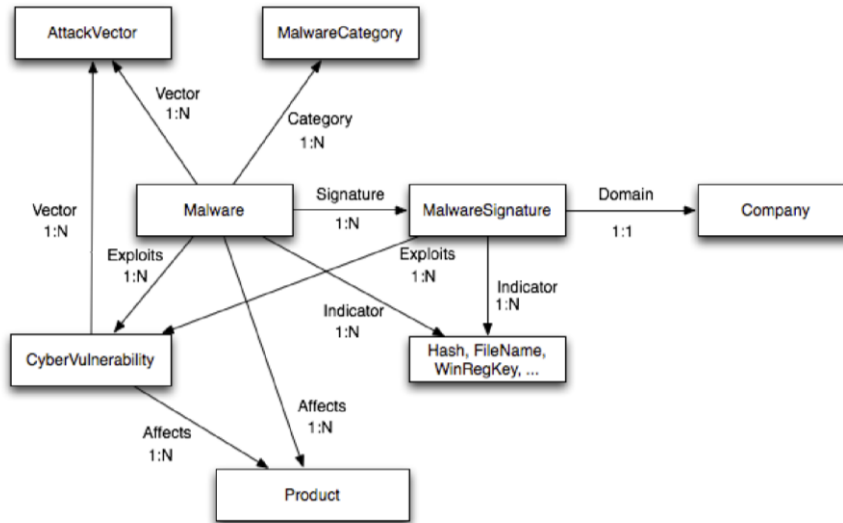 AttackVector
MalwareCategory
Vector
1:N
Category
1:N
Malware
Signature
1:N
MalwareSignature
Domain
1:1
Company
Vector
1:N
Exploits
1:N
Exploits
1:N
Indicator
1:N
Indicator
1:N
CyberVulnerability
Hash, FileName,
WinRegKey, ...
Affects
1:N
Affects
1:N
Product